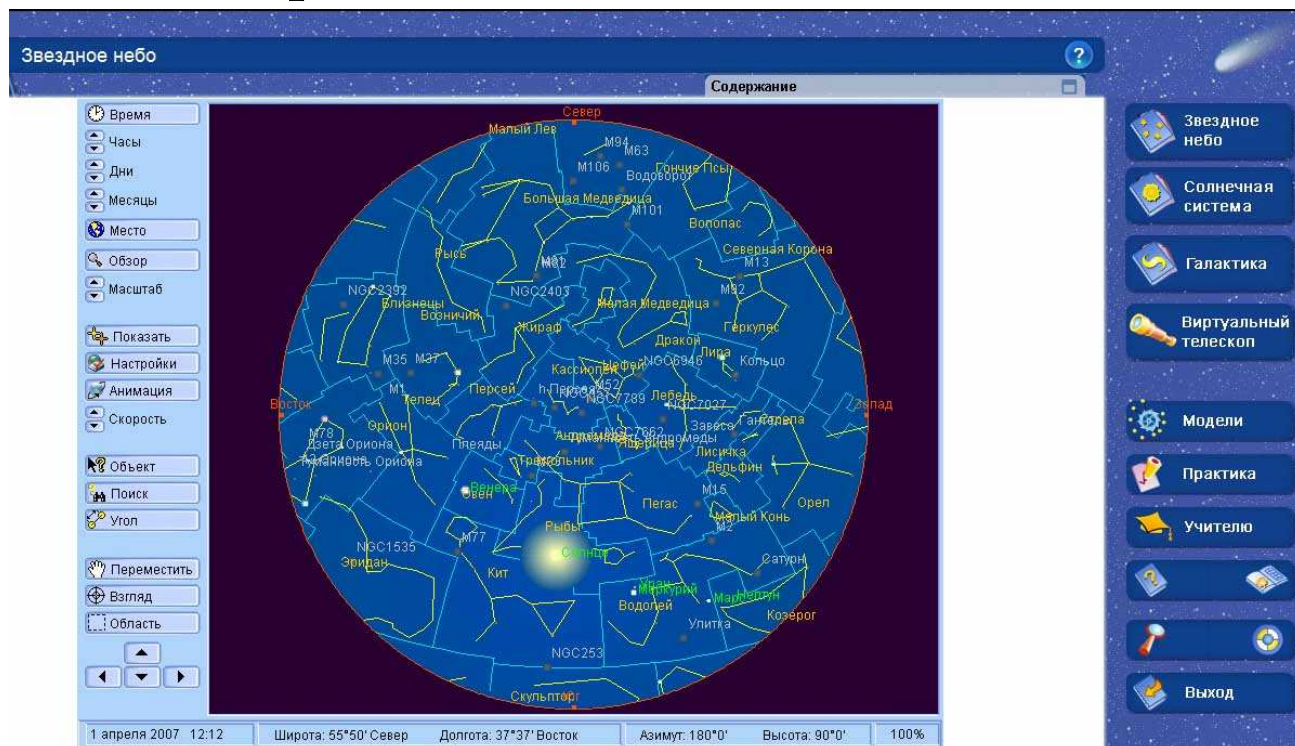 Звездное небо
?
Содержание
Время
Часы
Дни
Месяцы
Место
Обзор
Масштаб
Показать
Настройки
Анимация
Скорость
Объект
Поиск
Угол
Переместить
Взгляд
Область
Север
Малый Лев
M94
M63
M106
Гончие Псы
Водоворот
Большая Медведица
M101
Волопас
Северная Корона
Рысь
M13
NGC2392
NGC2403
M92
Близнецы
Малая Медведица
Возничий
Жираф
Геркулес
Дракон
Лира
M35
M37
Кассиопея
Цефей
NGC6946
Кольцо
M1
Телец
Персей
M52
Лебедь
NGC7789
NGC7027
Восток
Запад
Орион
Завеса
M78
Дзета Ориона
Плеяды
NGC7662
Ящерица
Лисичка
Туманность Ориона
Треугольник
Дельфин
Венера
Овен
Пегас
M15
Орел
Малый Конь
Рыбы
M2
M77
NGC1535
Солнце
Эридан
Кит
Сатурн
Уран
Меркурий
Марс
Нептун
Водолей
Козерог
Улитка
NGC253
Скульптор
Юг
1 апреля 2007 12:12
Широта: 55°50' Север
Долгота: 37°37' Восток
Азимут: 180°0'
Высота: 90°0'
100%
Звездное
небо
Солнечная
система
Галактика
Виртуальный
телескоп
Модели
Практика
Учителю
Выход